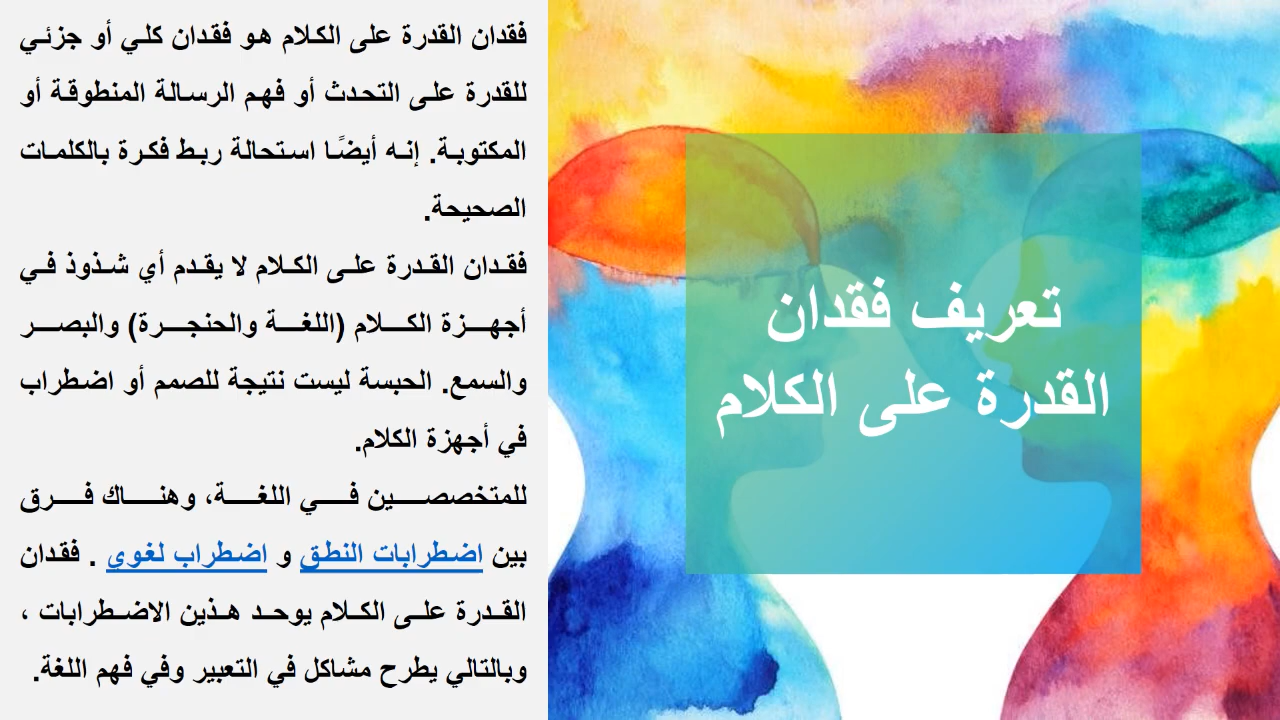 تعريف فقدان
القدرة على الكلام
فقدان القدرة على الكلام هو فقدان كلي أو جزئي
للقدرة على التحدث أو فهم الرسالة المنطوقة أو
المكتوبة. إنه أيضًا استحالة ربط فكرة بالكلمات
الصحيحة.
فقدان القدرة على الكلام لا يقدم أي شذوذ في
أجهزة الكلام (اللغة والحنجرة) والبصر
والسمع. الحبسة ليست نتيجة للصمم أو اضطراب
في أجهزة الكلام.
للمتخصصين في اللغة، وهناك فرق
بين اضطرابات النطق و اضطراب لغوي . فقدان
القدرة على الكلام يوحد هذين الاضطرابات ،
وبالتالي يطرح مشاكل في التعبير وفي فهم اللغة.